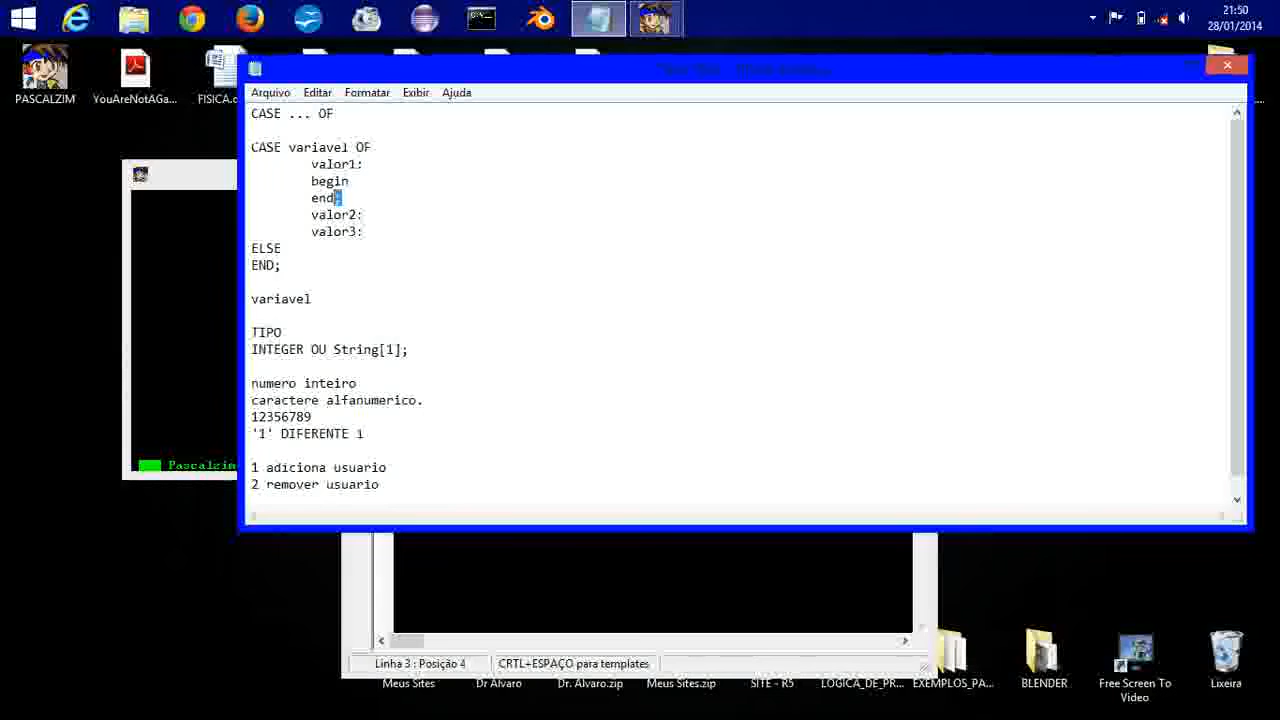 21:50
28/01/2014
PASCALZIM
YouAreNotAGa...
FISICA.c
Arquivo Editar Formatar Exibir Ajuda
CASE ... OF
CASE variavel OF
valor1:
begin
end;
valor2:
valor3:
ELSE
END;
variavel
TIPO
INTEGER OU String[1];
numero inteiro
caractere alfanumerico.
12356789
'1' DIFERENTE 1
1 adiciona usuario
2 remover usuario
Pascalzim
Linha 3 : Posição 4 CRTL+ESPAÇO para templates
Meus Sites Dr Alvaro Dr. Alvaro.zip Meus Sites.zip SITE - R5 LOGICA_DE_PR... EXEMPLOS_PA... BLENDER Free Screen To Video Lixeira